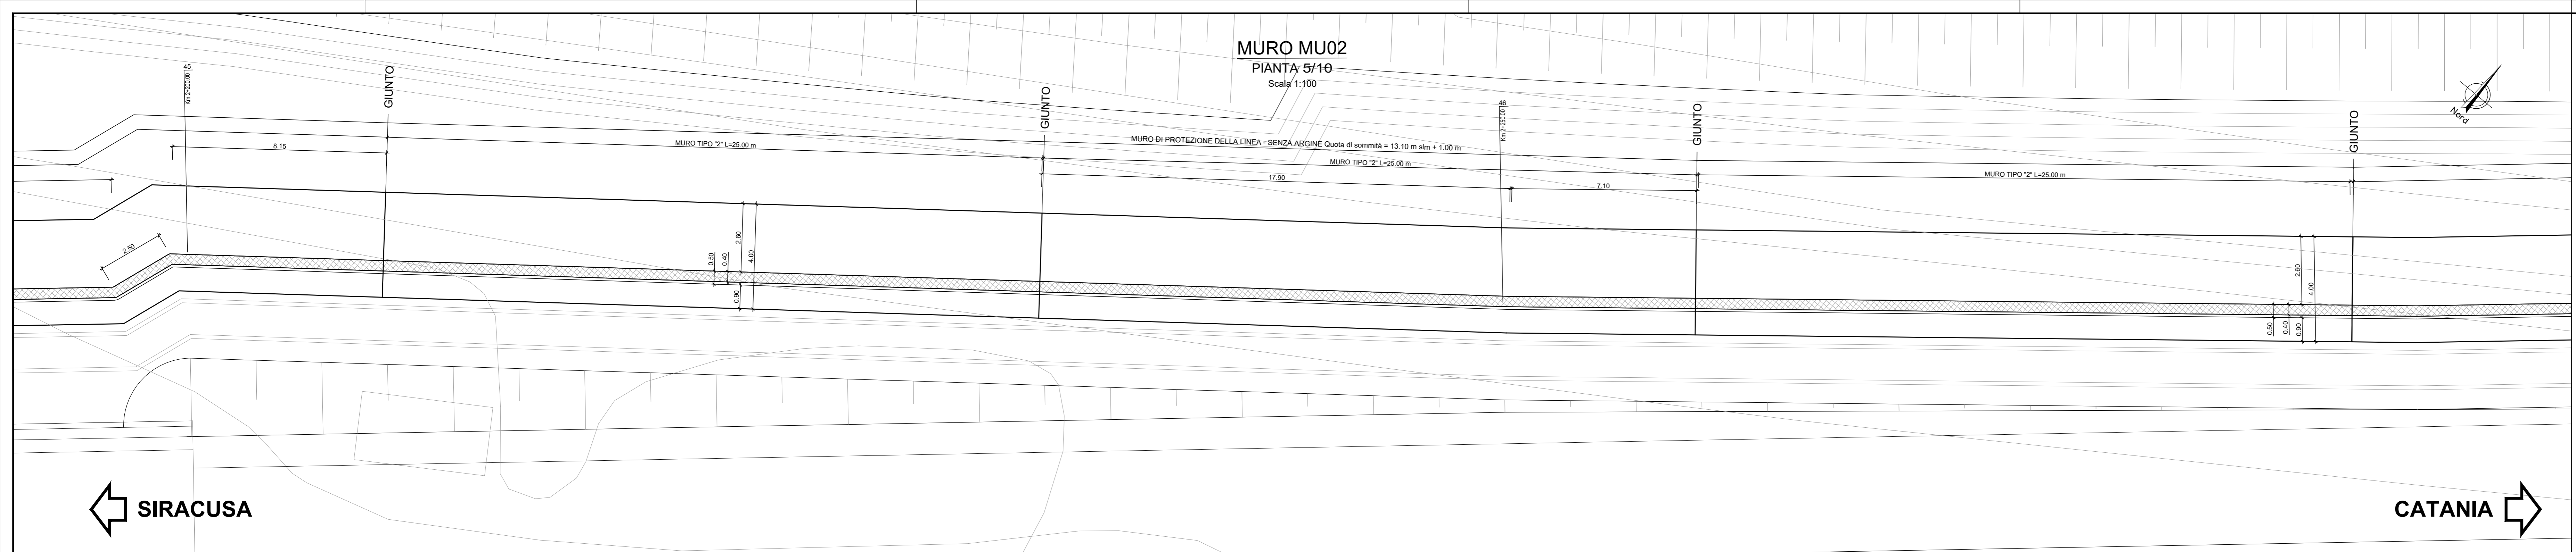 MURO MU02
PIANTA 5/10
Scala 1:100
45
Km 2+200.00
GIUNTO
GIUNTO
46
Km 2+250.00
GIUNTO
GIUNTO
Nord
8.15
MURO TIPO "2" L=25.00 m
MURO DI PROTEZIONE DELLA LINEA - SENZA ARGINE Quota di sommità = 13.10 m slm + 1.00 m
MURO TIPO "2" L=25.00 m
17.90
7.10
MURO TIPO "2" L=25.00 m
2.50
0.50
0.40
2.60
4.00
0.90
2.60
4.00
0.50
0.40
0.90
SIRACUSA
CATANIA